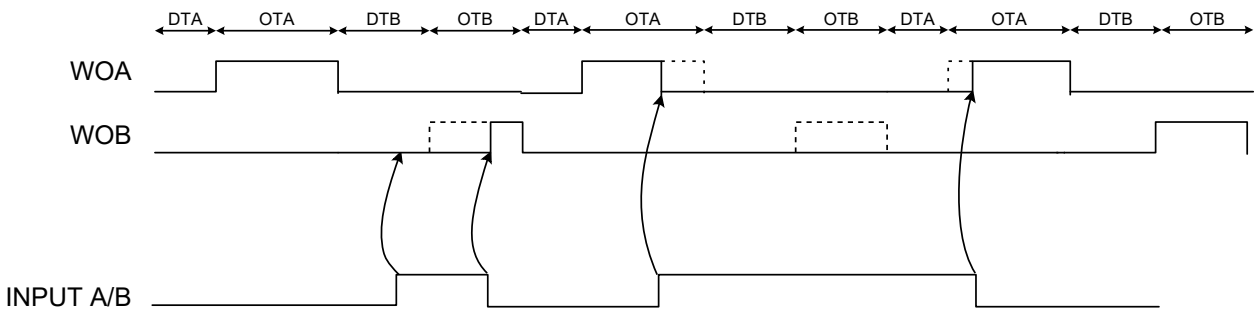 DTA OTA DTB OTB DTA OTA DTB OTB DTA OTA DTB OTB
WOA
WOB
INPUT A/B